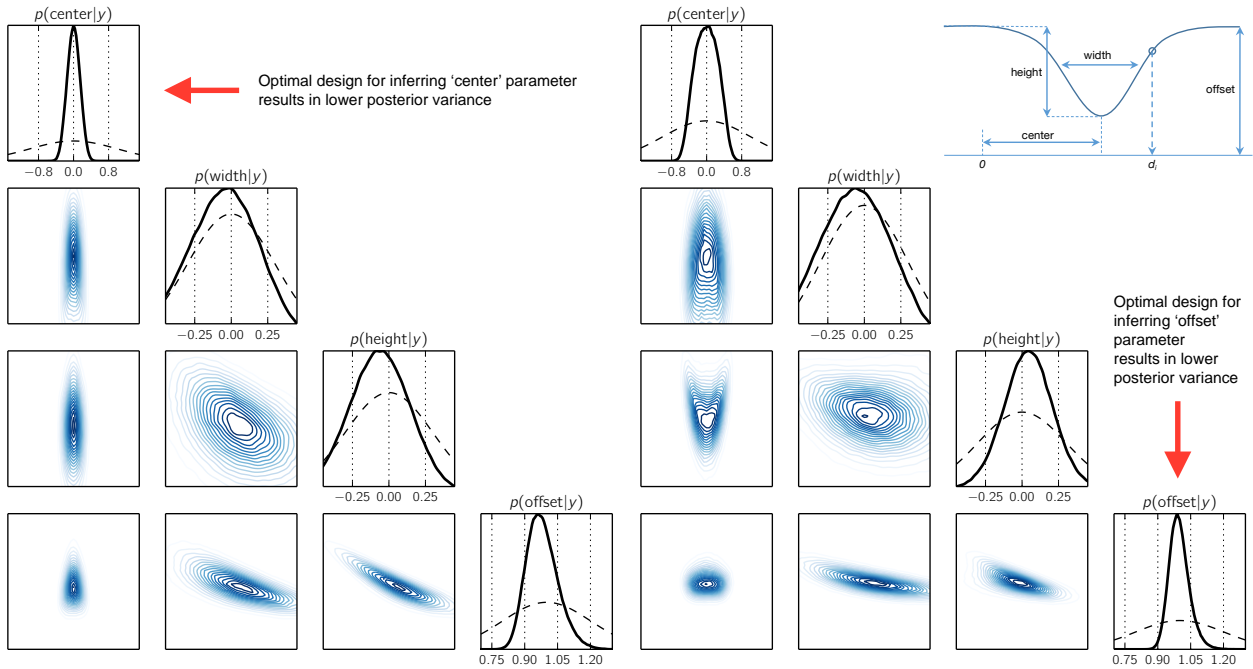 p(center|y)
−0.8 0.0 0.8
Optimal design for inferring ‘center’ parameter
results in lower posterior variance
p(width|y)
−0.25 0.00 0.25
p(height|y)
−0.25 0.00 0.25
p(offset|y)
0.75 0.90 1.05 1.20
p(center|y)
−0.8 0.0 0.8
height
width
offset
center
0
d_i
p(width|y)
−0.25 0.00 0.25
p(height|y)
−0.25 0.00 0.25
Optimal design for
inferring ‘offset’
parameter
results in lower
posterior variance
p(offset|y)
0.75 0.90 1.05 1.20